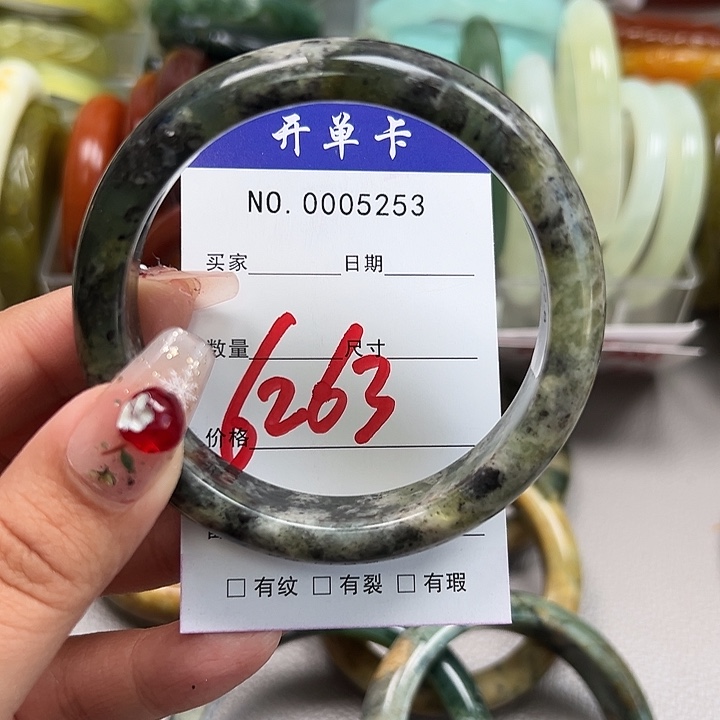 开单卡
NO. 0005253
买家 日期
数量 尺寸
6263
价格
□ 有纹 □ 有裂 □ 有瑕